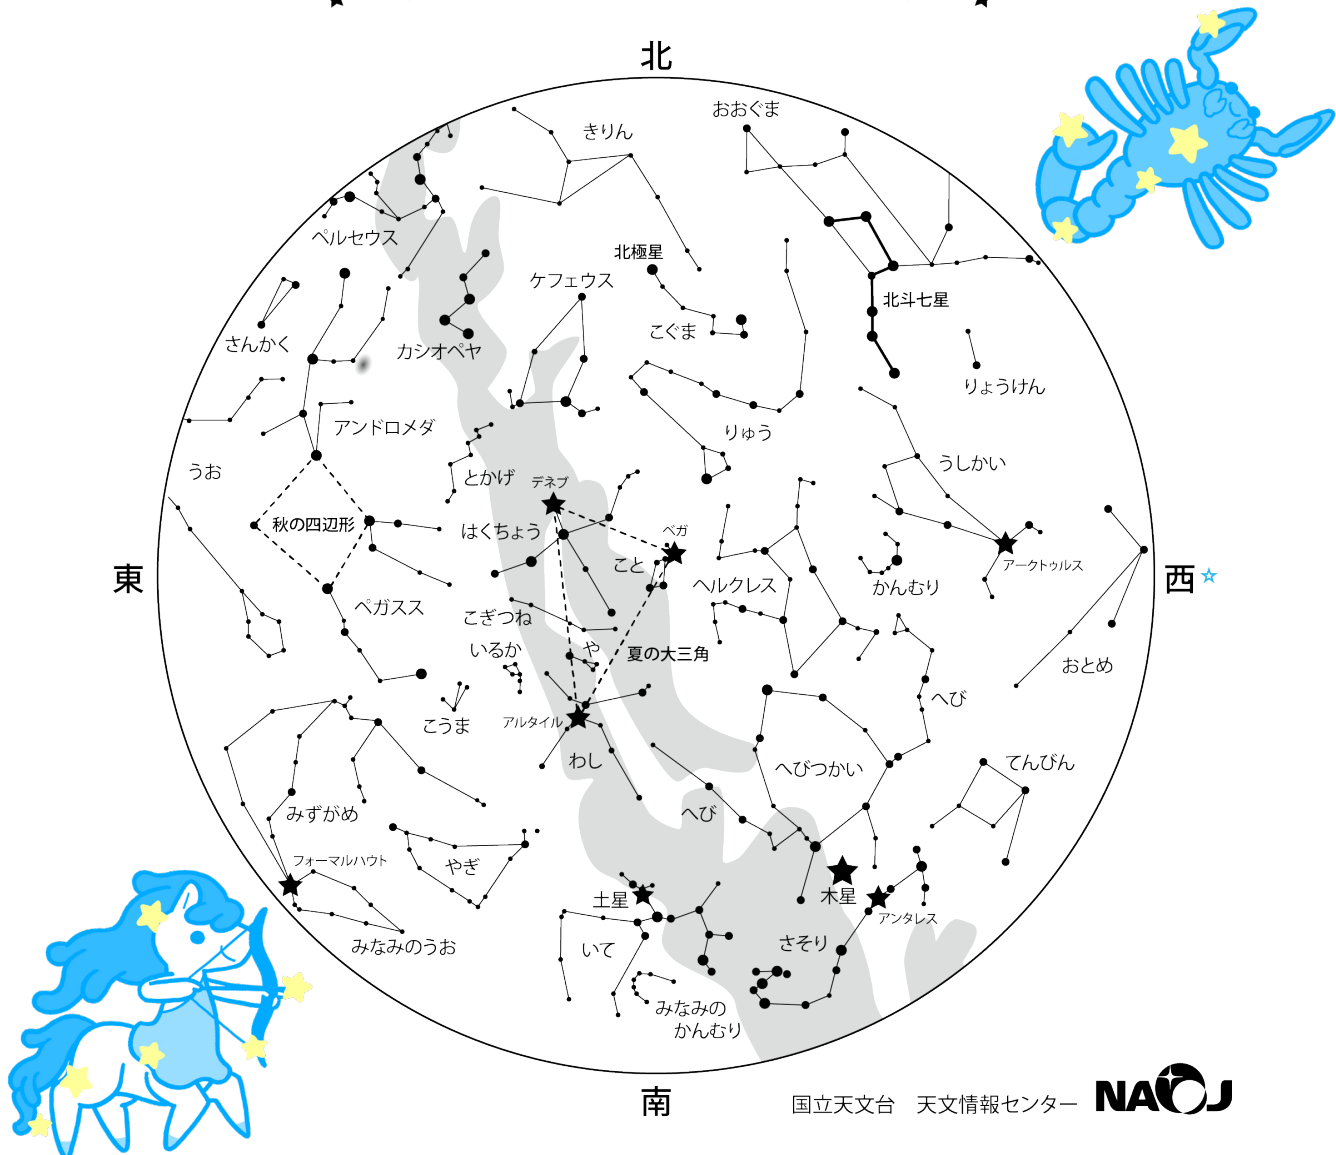 北
おおぐま
きりん
ペルセウス
北極星
ケフェウス
北斗七星
こぐま
さんかく
カシオペヤ
りょうけん
アンドロメダ
りゅう
うしかい
うお
とかげ
デネブ
秋の四辺形
はくちょう
ベガ
こと
アークトゥルス
東
西☆
ヘルクレス
かんむり
ペガスス
こぎつね
いるか
や
夏の大三角
おとめ
へび
こうま
アルタイル
わし
へびつかい
てんびん
みずがめ
へび
フォーマルハウト
やぎ
土星
木星
アンタレス
みなみのうお
いて
さそり
みなみの
かんむり
南
国立天文台 天文情報センター
NAOJ